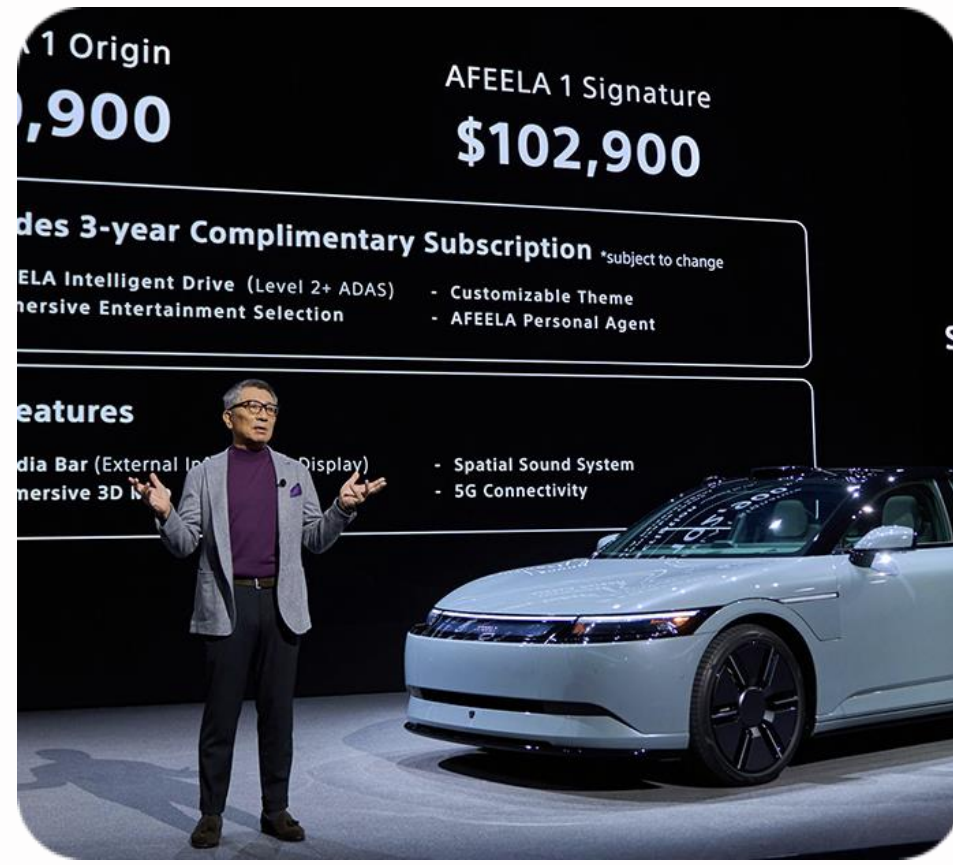 1 Origin
,900
AFEELA 1 Signature
$102,900
des 3-year Complimentary Subscription *subject to change
ELA Intelligent Drive (Level 2+ ADAS)
ersive Entertainment Selection
- Customizable Theme
- AFEELA Personal Agent
eatures
dia Bar (External In Display)
mersive 3D
- Spatial Sound System
- 5G Connectivity
S